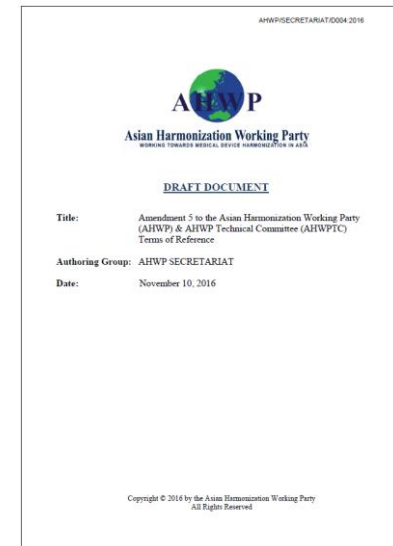 AHWP/SECRETARIAT/D004:2016
AHWP
Asian Harmonization Working Party
WORKING TOWARDS MEDICAL DEVICE HARMONIZATION IN ASIA
DRAFT DOCUMENT
Title: Amendment 5 to the Asian Harmonization Working Party
(AHWP) & AHWP Technical Committee (AHWPTC)
Terms of Reference
Authoring Group: AHWP SECRETARIAT
Date: November 10, 2016
Copyright © 2016 by the Asian Harmonization Working Party
All Rights Reserved